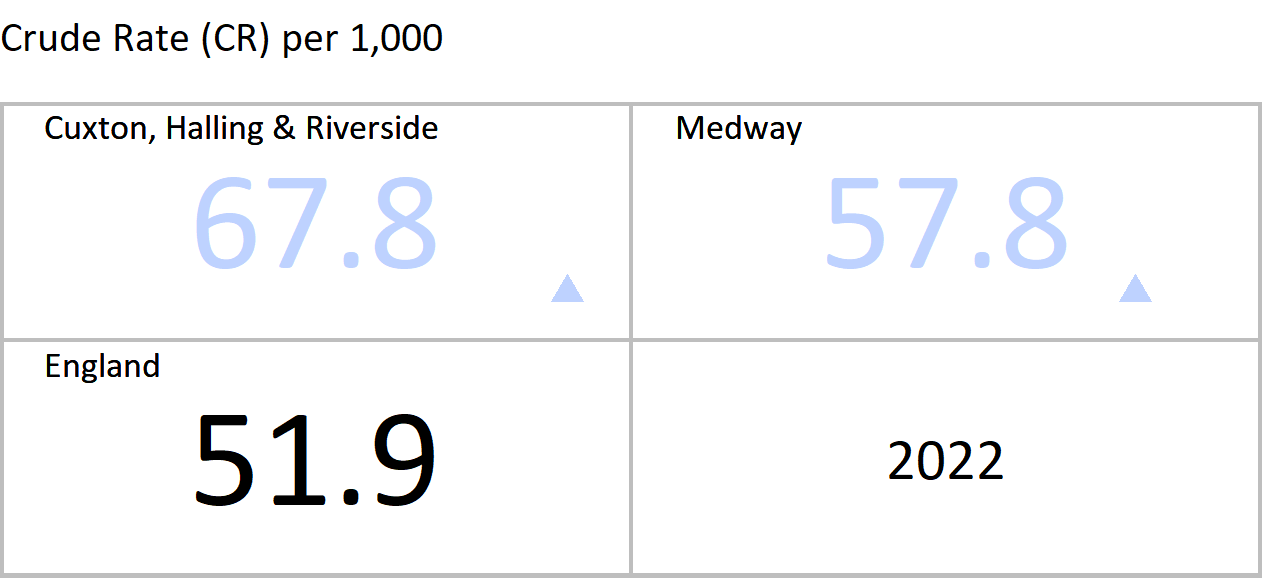 Crude Rate (CR) per 1,000
Cuxton, Halling & Riverside
67.8
Medway
57.8
England
51.9
2022